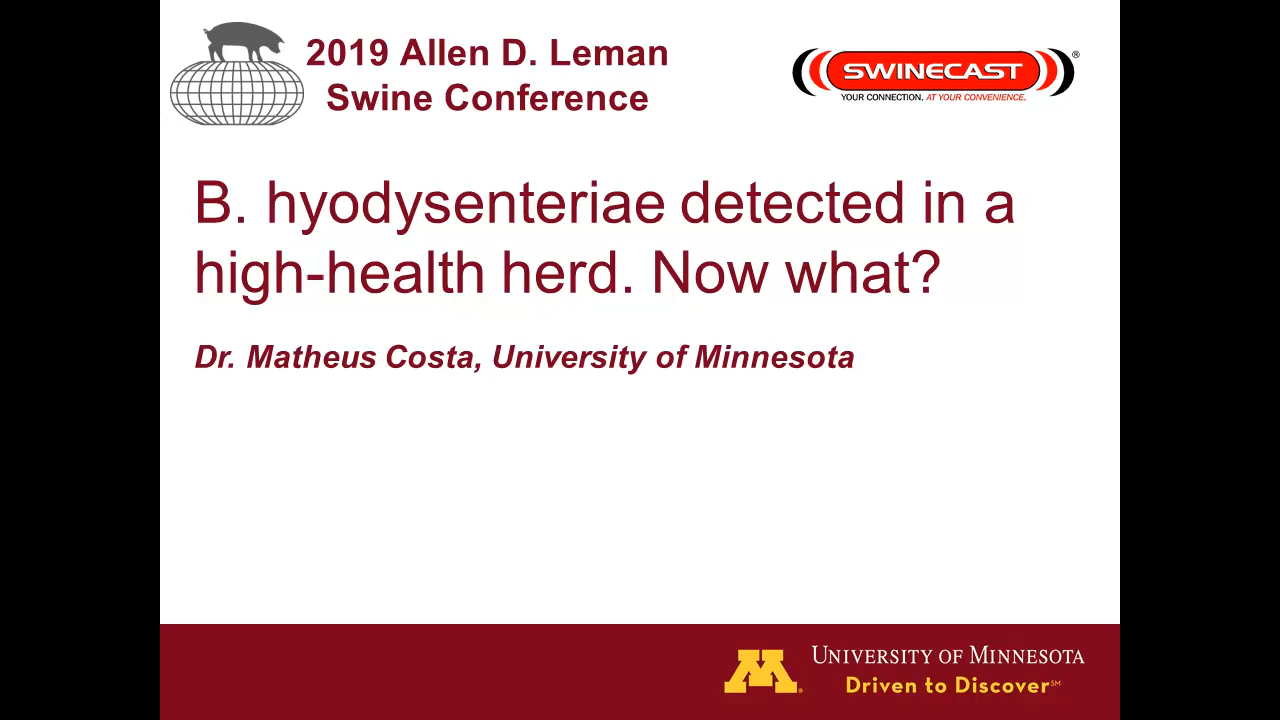 2019 Allen D. Leman
Swine Conference
SWINECAST®
YOUR CONNECTION. AT YOUR CONVENIENCE.
B. hyodysenteriae detected in a
high-health herd. Now what?
Dr. Matheus Costa, University of Minnesota
M®
UNIVERSITY OF MINNESOTA
Driven to Discover℠